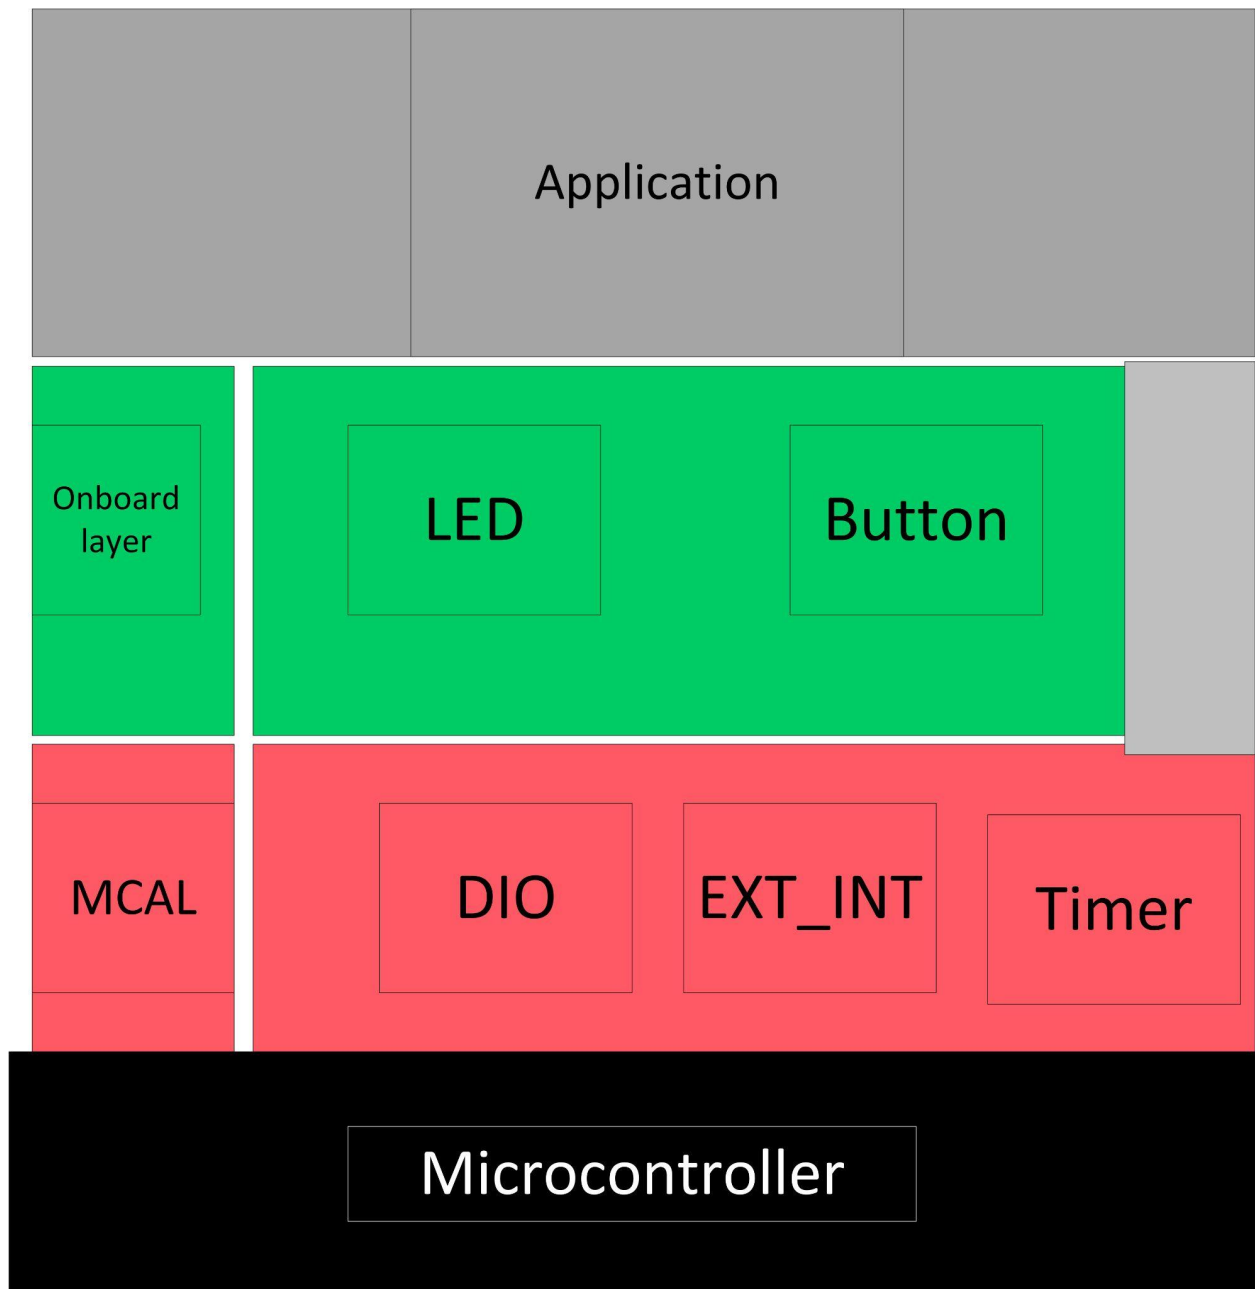 Application
Onboard
layer
LED
Button
MCAL
DIO
EXT_INT
Timer
Microcontroller